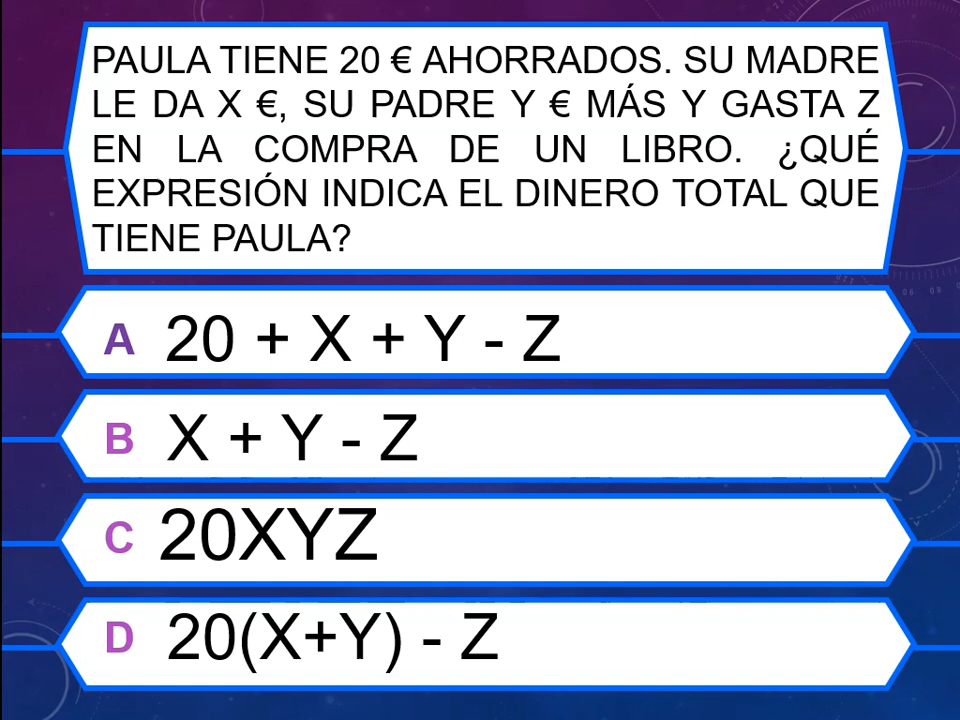 PAULA TIENE 20 € AHORRADOS. SU MADRE
LE DA X €, SU PADRE Y € MÁS Y GASTA Z
EN LA COMPRA DE UN LIBRO. ¿QUÉ
EXPRESIÓN INDICA EL DINERO TOTAL QUE
TIENE PAULA?
A 20 + X + Y - Z
B X + Y - Z
C 20XYZ
D 20(X+Y) - Z